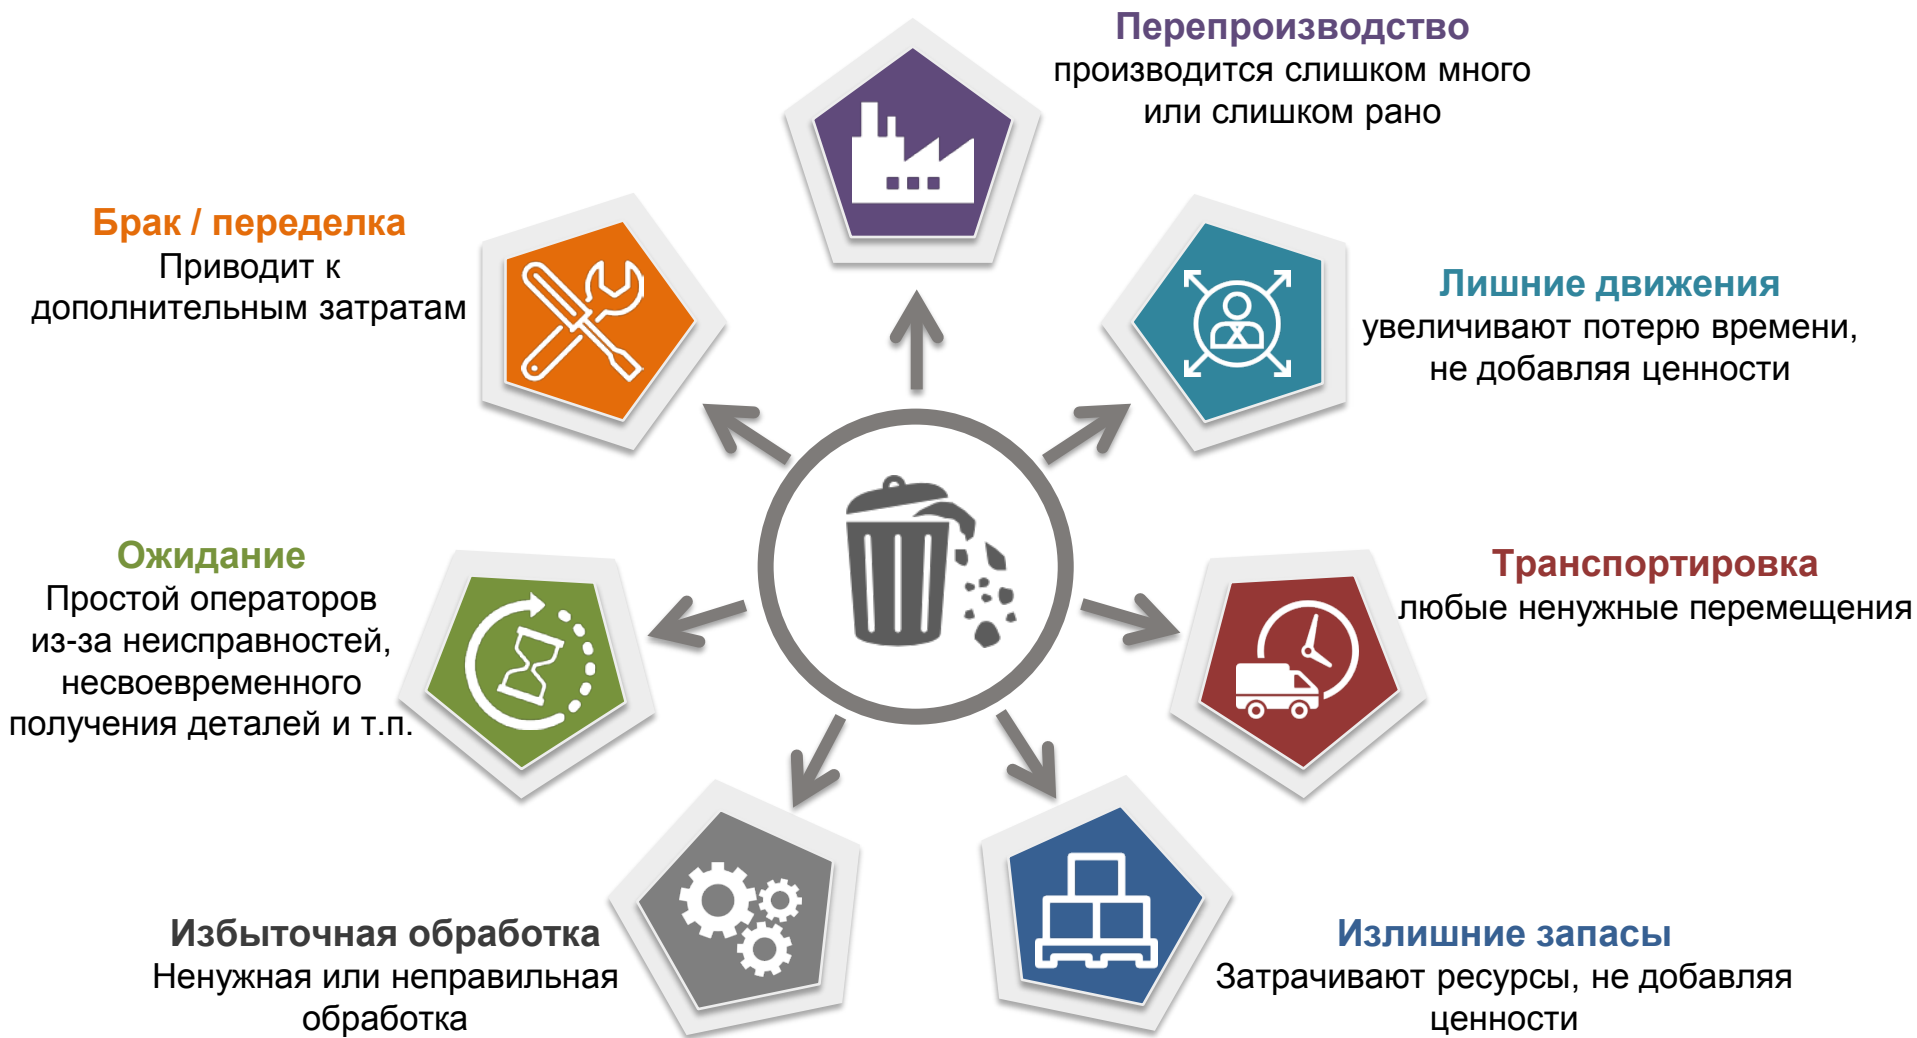 Перепроизводство
производится слишком много
или слишком рано
Брак / переделка
Приводит к
дополнительным затратам
Лишние движения
увеличивают потерю времени,
не добавляя ценности
Ожидание
Простой операторов
из-за неисправностей,
несвоевременного
получения деталей и т.п.
Транспортировка
любые ненужные перемещения
Избыточная обработка
Ненужная или неправильная
обработка
Излишние запасы
Затрачивают ресурсы, не добавляя
ценности